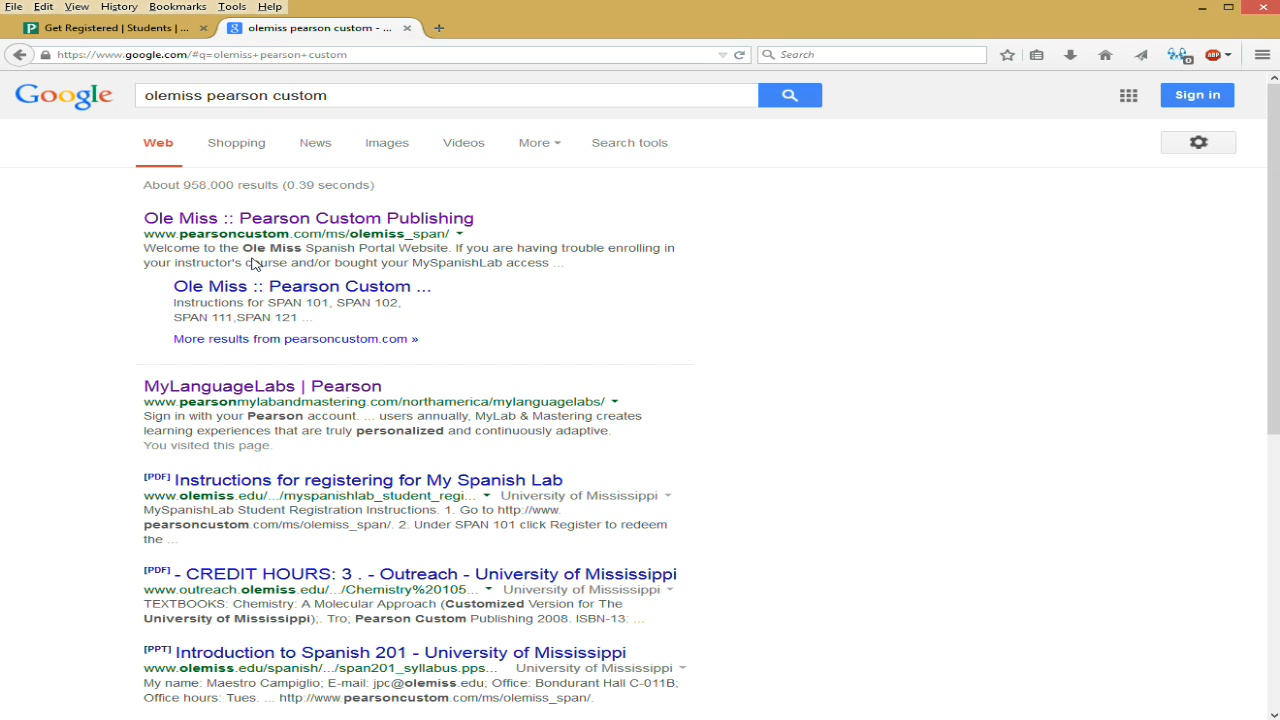 File Edit View History Bookmarks Tools Help
Get Registered | Students | ...
olemiss pearson custom - ...
https://www.google.com/#q=olemiss+pearson+custom
Search
0
ABP
Google
olemiss pearson custom
Sign in
Web Shopping News Images Videos More Search tools
About 958,000 results (0.39 seconds)
Ole Miss :: Pearson Custom Publishing
www.pearsoncustom.com/ms/olemiss_span/
Welcome to the Ole Miss Spanish Portal Website. If you are having trouble enrolling in
your instructor's course and/or bought your MySpanishLab access ...
Ole Miss :: Pearson Custom ...
Instructions for SPAN 101, SPAN 102,
SPAN 111,SPAN 121 ...
More results from pearsoncustom.com »
MyLanguageLabs | Pearson
www.pearsonmylabandmastering.com/northamerica/mylanguagelabs/
Sign in with your Pearson account. ... users annually, MyLab & Mastering creates
learning experiences that are truly personalized and continuously adaptive.
You visited this page.
[PDF] Instructions for registering for My Spanish Lab
www.olemiss.edu/.../myspanishlab_student_regi... University of Mississippi
MySpanishLab Student Registration Instructions. 1. Go to http://www.
pearsoncustom.com/ms/olemiss_span/. 2. Under SPAN 101 click Register to redeem
the ...
[PDF] - CREDIT HOURS: 3 . - Outreach - University of Mississippi
www.outreach.olemiss.edu/.../Chemistry%20105... University of Mississippi
TEXTBOOKS: Chemistry: A Molecular Approach (Customized Version for The
University of Mississippi);. Tro; Pearson Custom Publishing 2008. ISBN-13: ...
[PPT] Introduction to Spanish 201 - University of Mississippi
www.olemiss.edu/spanish/.../span201_syllabus.pps... University of Mississippi
My name: Maestro Campiglio; E-mail: jpc@olemiss.edu; Office: Bondurant Hall C-011B;
Office hours: Tues. ... http://www.pearsoncustom.com/ms/olemiss_span/.